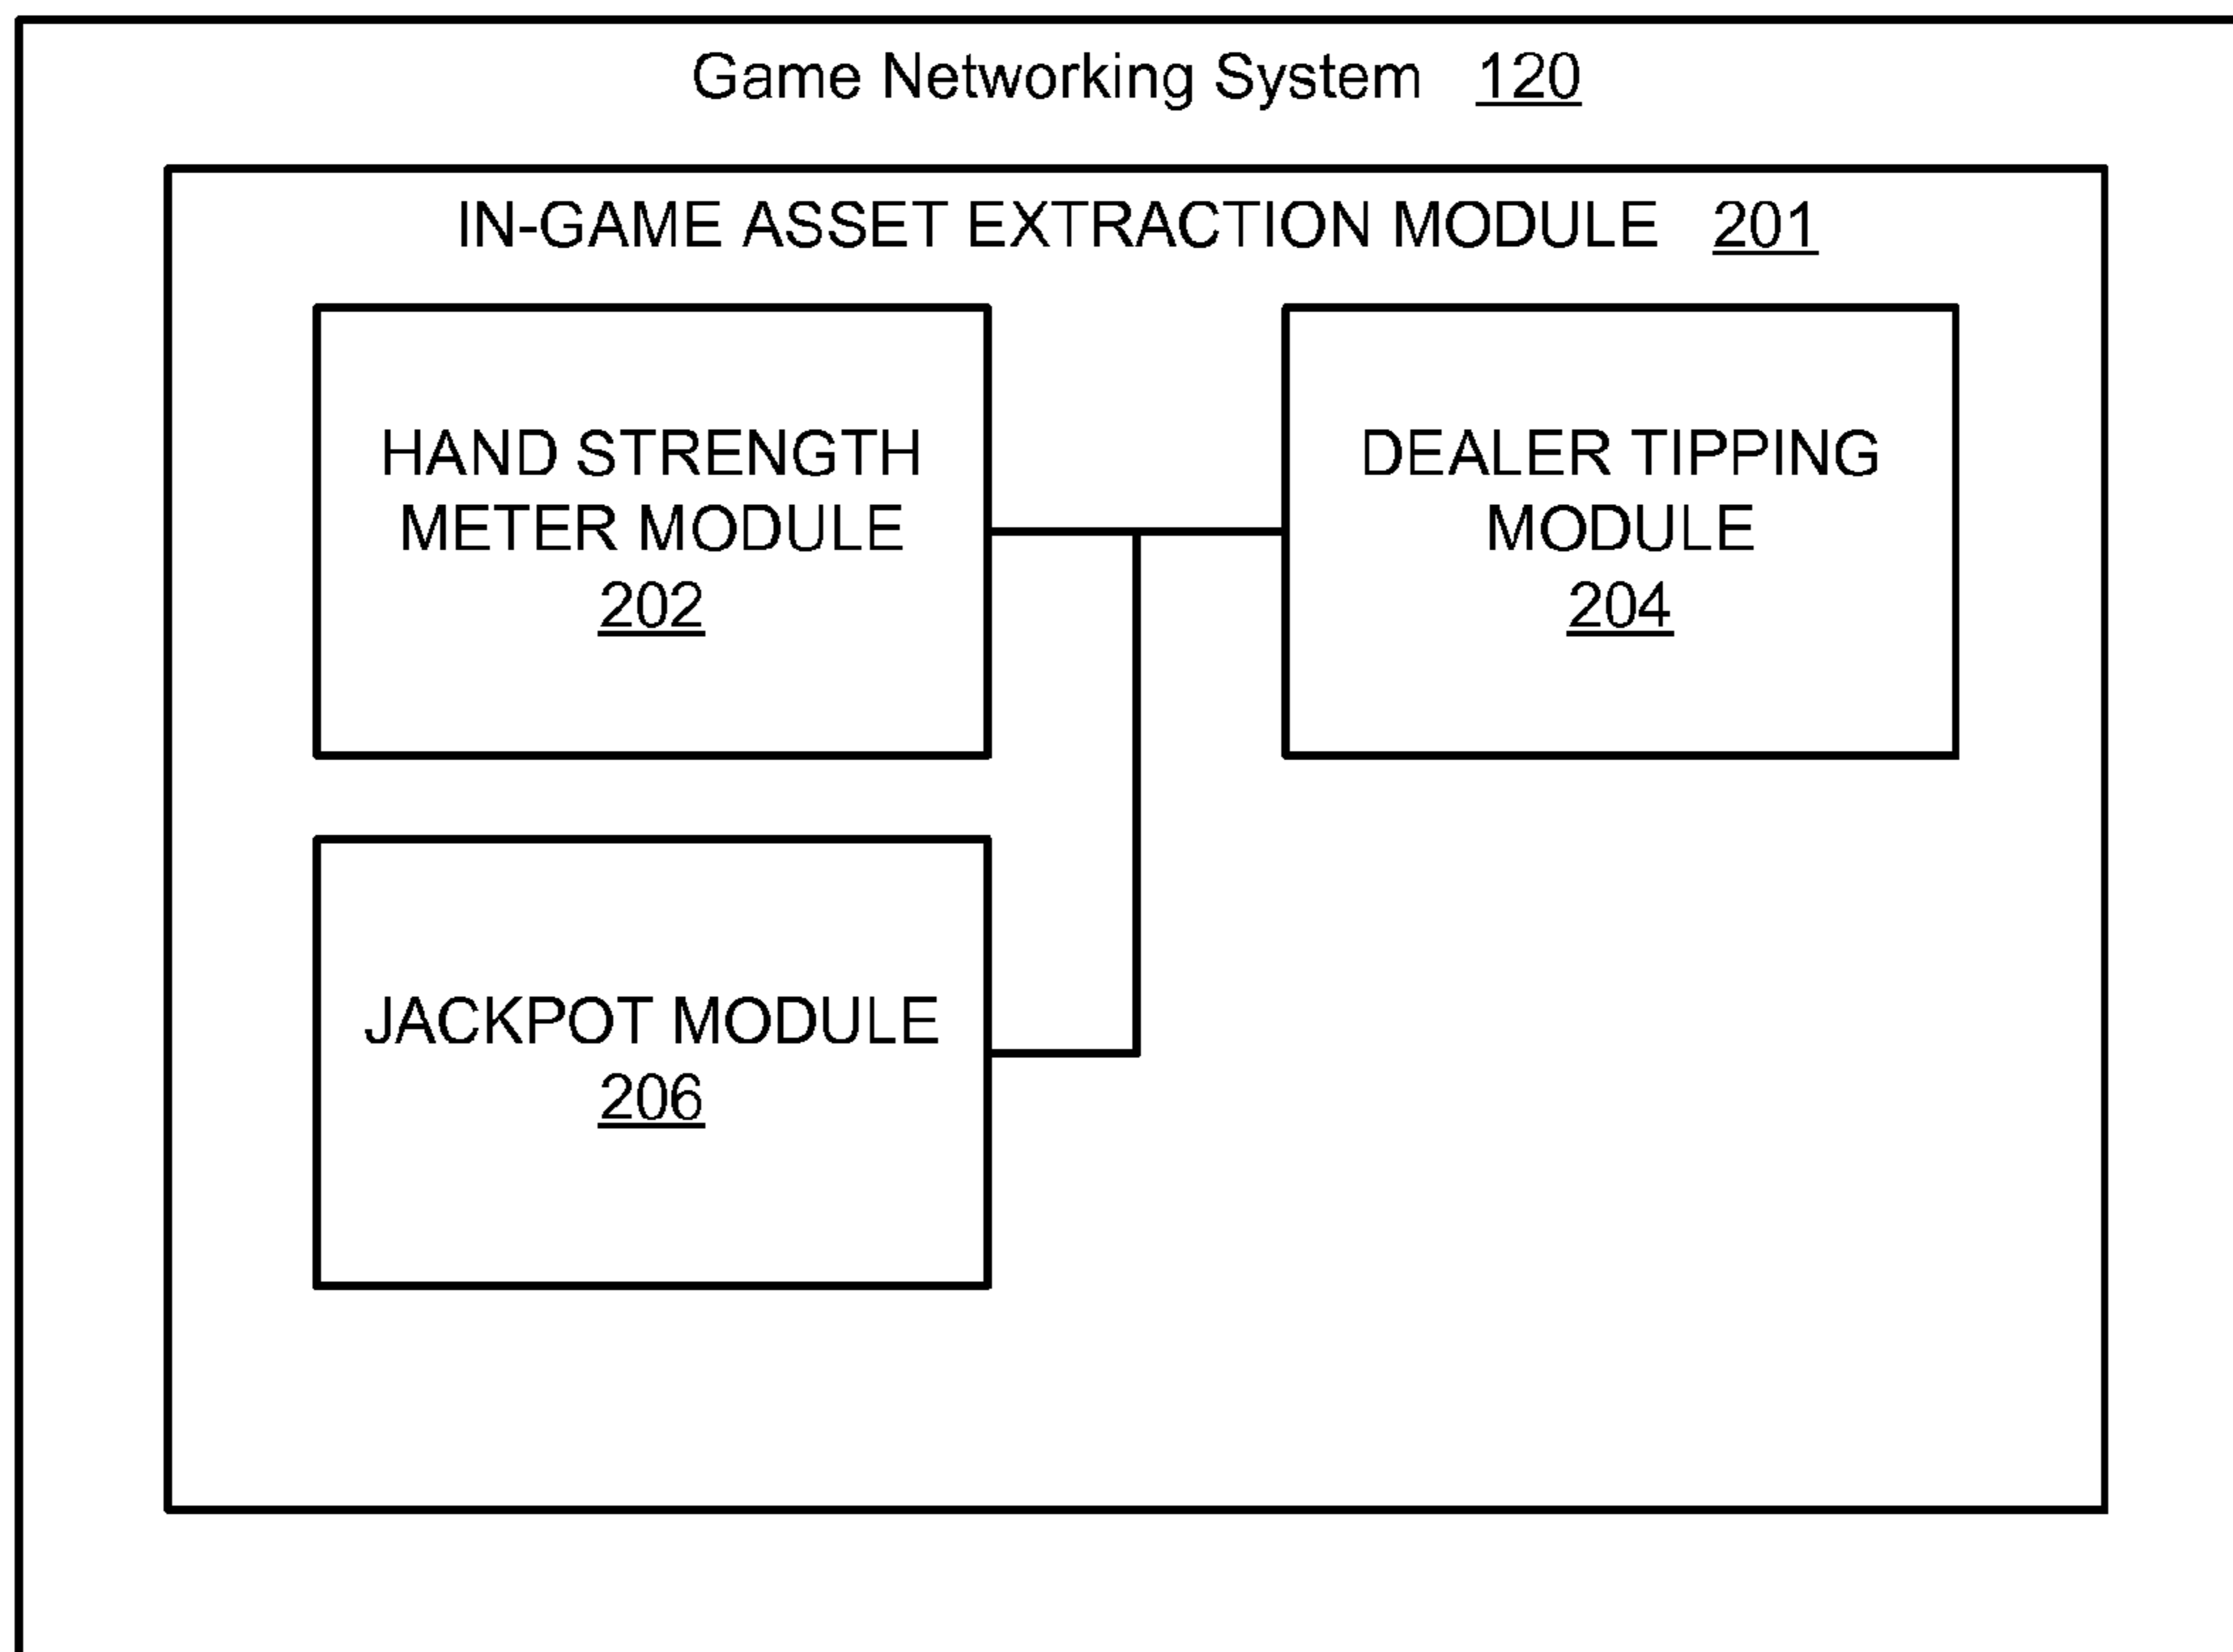 Game Networking System 120
IN-GAME ASSET EXTRACTION MODULE 201
HAND STRENGTH
METER MODULE
202
DEALER TIPPING
MODULE
204
JACKPOT MODULE
206